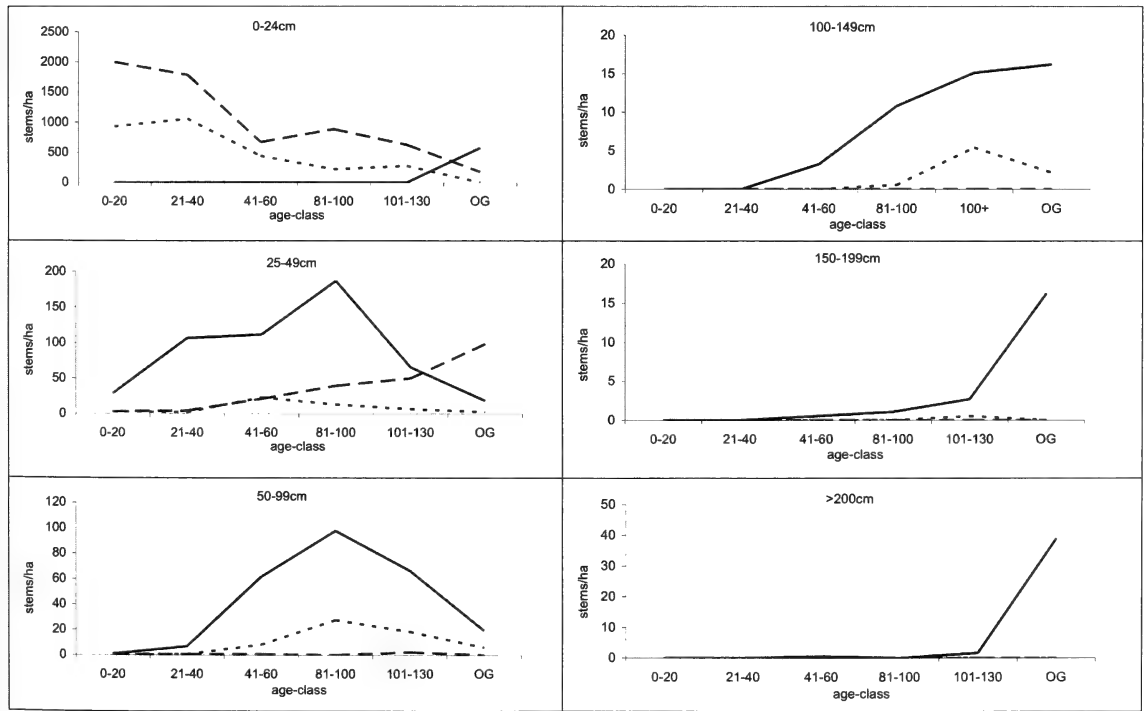 0-24cm
2500
2000
1500
1000
500
0
stems/ha
0-20 21-40 41-60 81-100 101-130 OG
age-class
100-149cm
20
15
10
5
0
stems/ha
0-20 21-40 41-60 81-100 100+ OG
age-class
25-49cm
200
150
100
50
0
stems/ha
0-20 21-40 41-60 81-100 101-130 OG
age-class
150-199cm
20
15
10
5
0
stems/ha
0-20 21-40 41-60 81-100 101-130 OG
age-class
50-99cm
120
100
80
60
40
20
0
stems/ha
0-20 21-40 41-60 81-100 101-130 OG
age-class
>200cm
50
40
30
20
10
0
stems/ha
0-20 21-40 41-60 81-100 101-130 OG
age-class